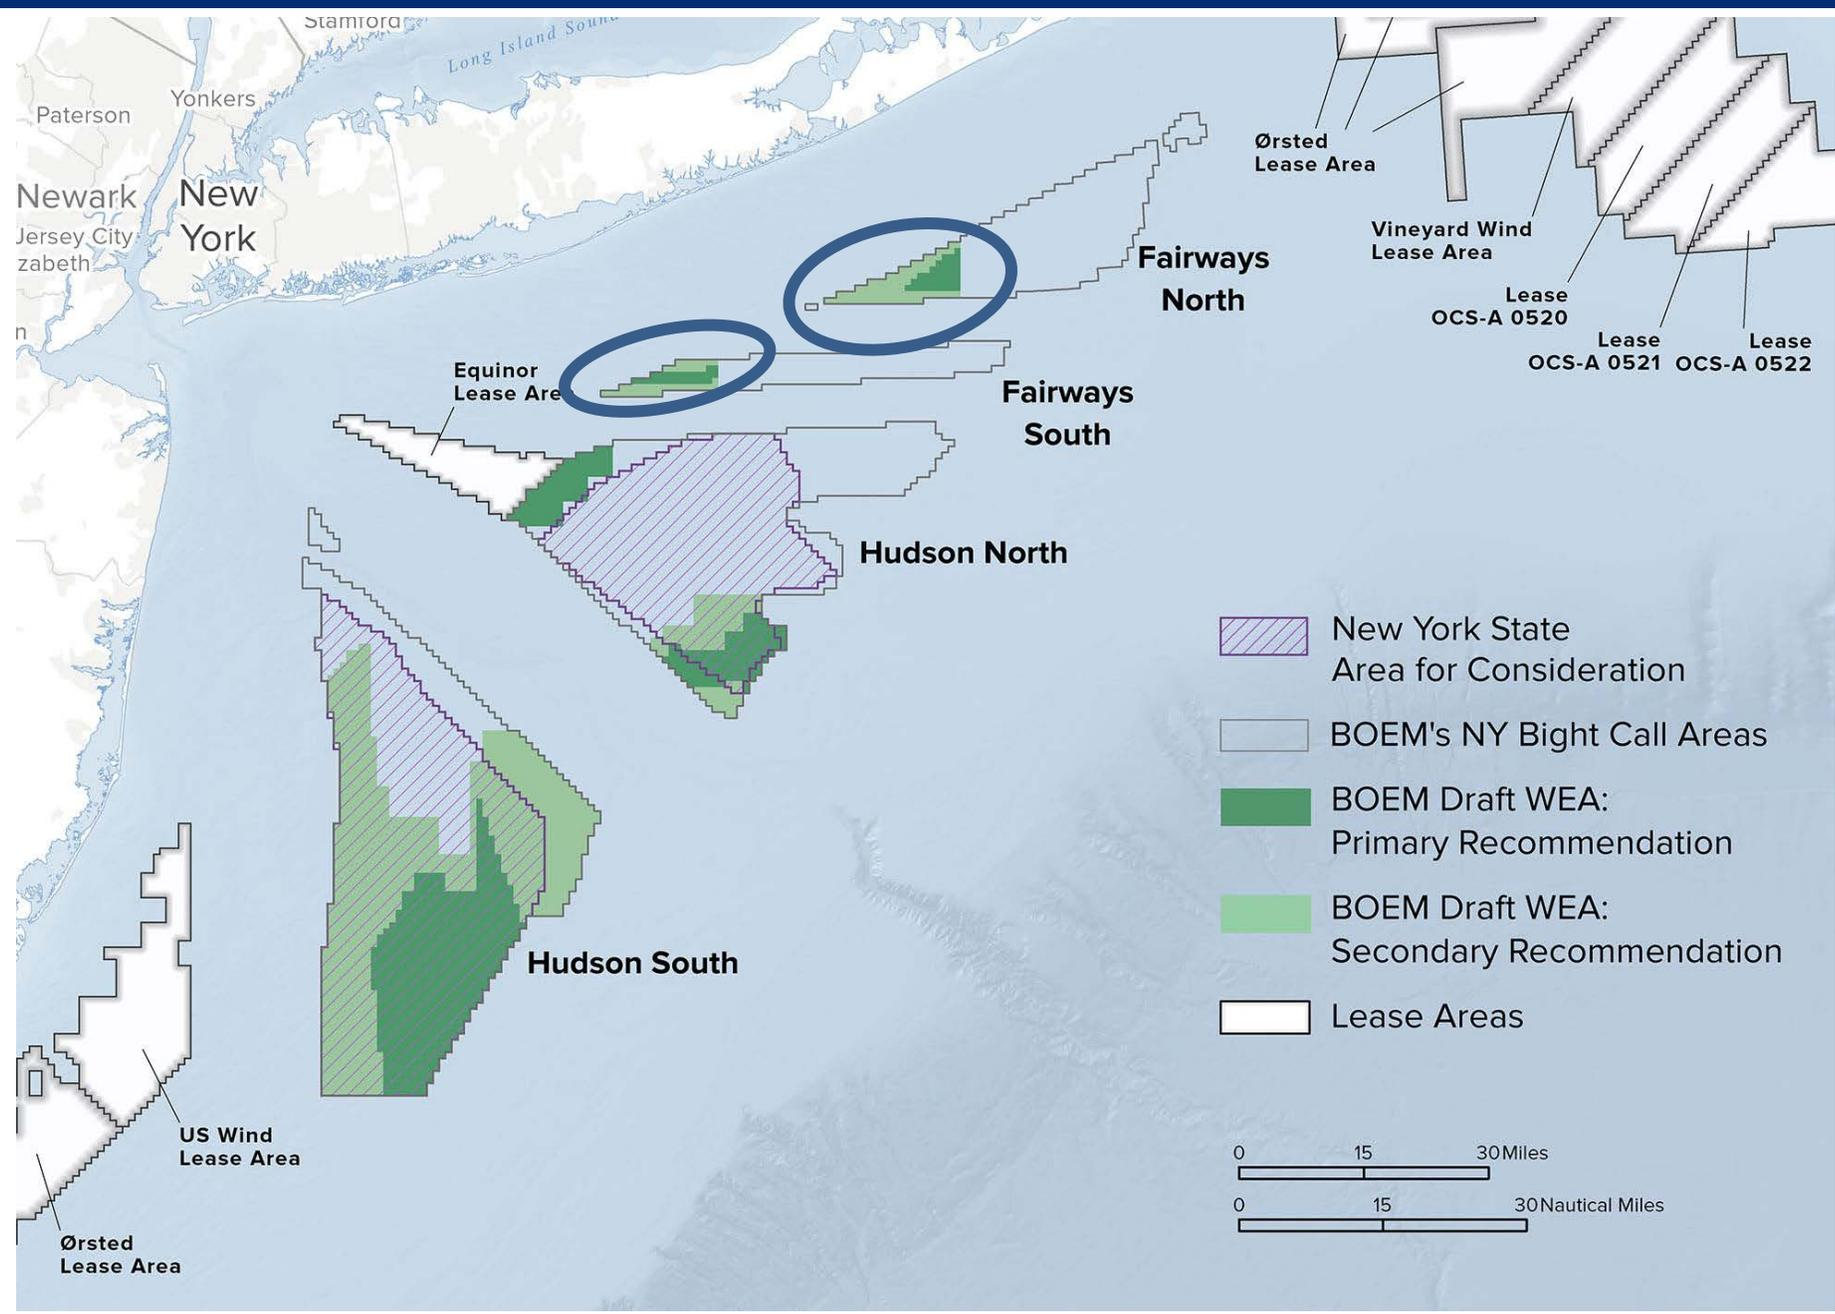 Stamford
Long Island Sound
Yonkers
Paterson
Newark
New
York
Jersey City
zabeth
n
Ørsted
Lease Area
Vineyard Wind
Lease Area
Lease
OCS-A 0520
Lease
OCS-A 0521
Lease
OCS-A 0522
Fairways
North
Equinor
Lease Are
Fairways
South
Hudson North
Hudson South
New York State
Area for Consideration
BOEM's NY Bight Call Areas
BOEM Draft WEA:
Primary Recommendation
BOEM Draft WEA:
Secondary Recommendation
Lease Areas
US Wind
Lease Area
Ørsted
Lease Area
0 15 30 Miles
0 15 30 Nautical Miles